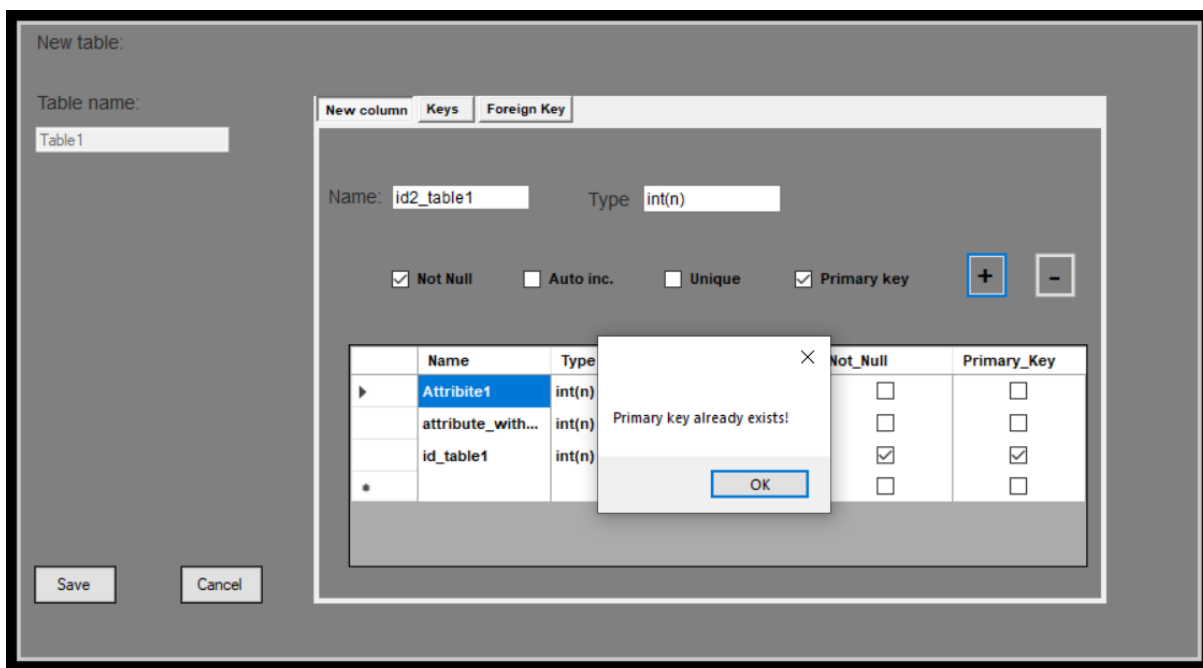 New table:
Table name:
Table1
New column Keys Foreign Key
Name: id2_table1 Type int(n)
Not Null Auto inc. Unique Primary key + -
Name Type Not_Null Primary_Key
Attribite1 int(n)
attribute_with... int(n)
id_table1 int(n)
Primary key already exists!
OK
Save Cancel